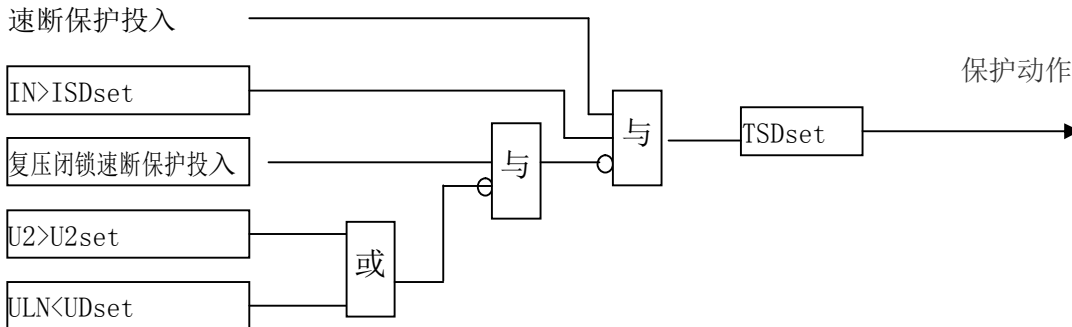 速断保护投入
保护动作
IN>ISDset
与
TSDset
复压闭锁速断保护投入
与
U2>U2set
或
ULN<UDset